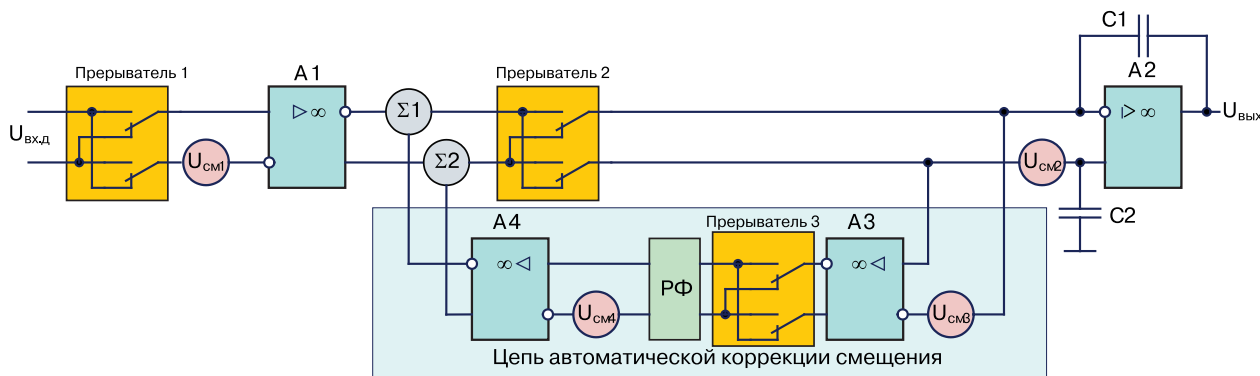 C1
Прерыватель 1
A1
Прерыватель 2
A2
Uвх.д
▷∞
Σ1
▷∞
Uвых
Uсм1
Σ2
Uсм2
C2
A4
Прерыватель 3
A3
∞◁
РФ
∞◁
Uсм4
Uсм3
Цепь автоматической коррекции смещения